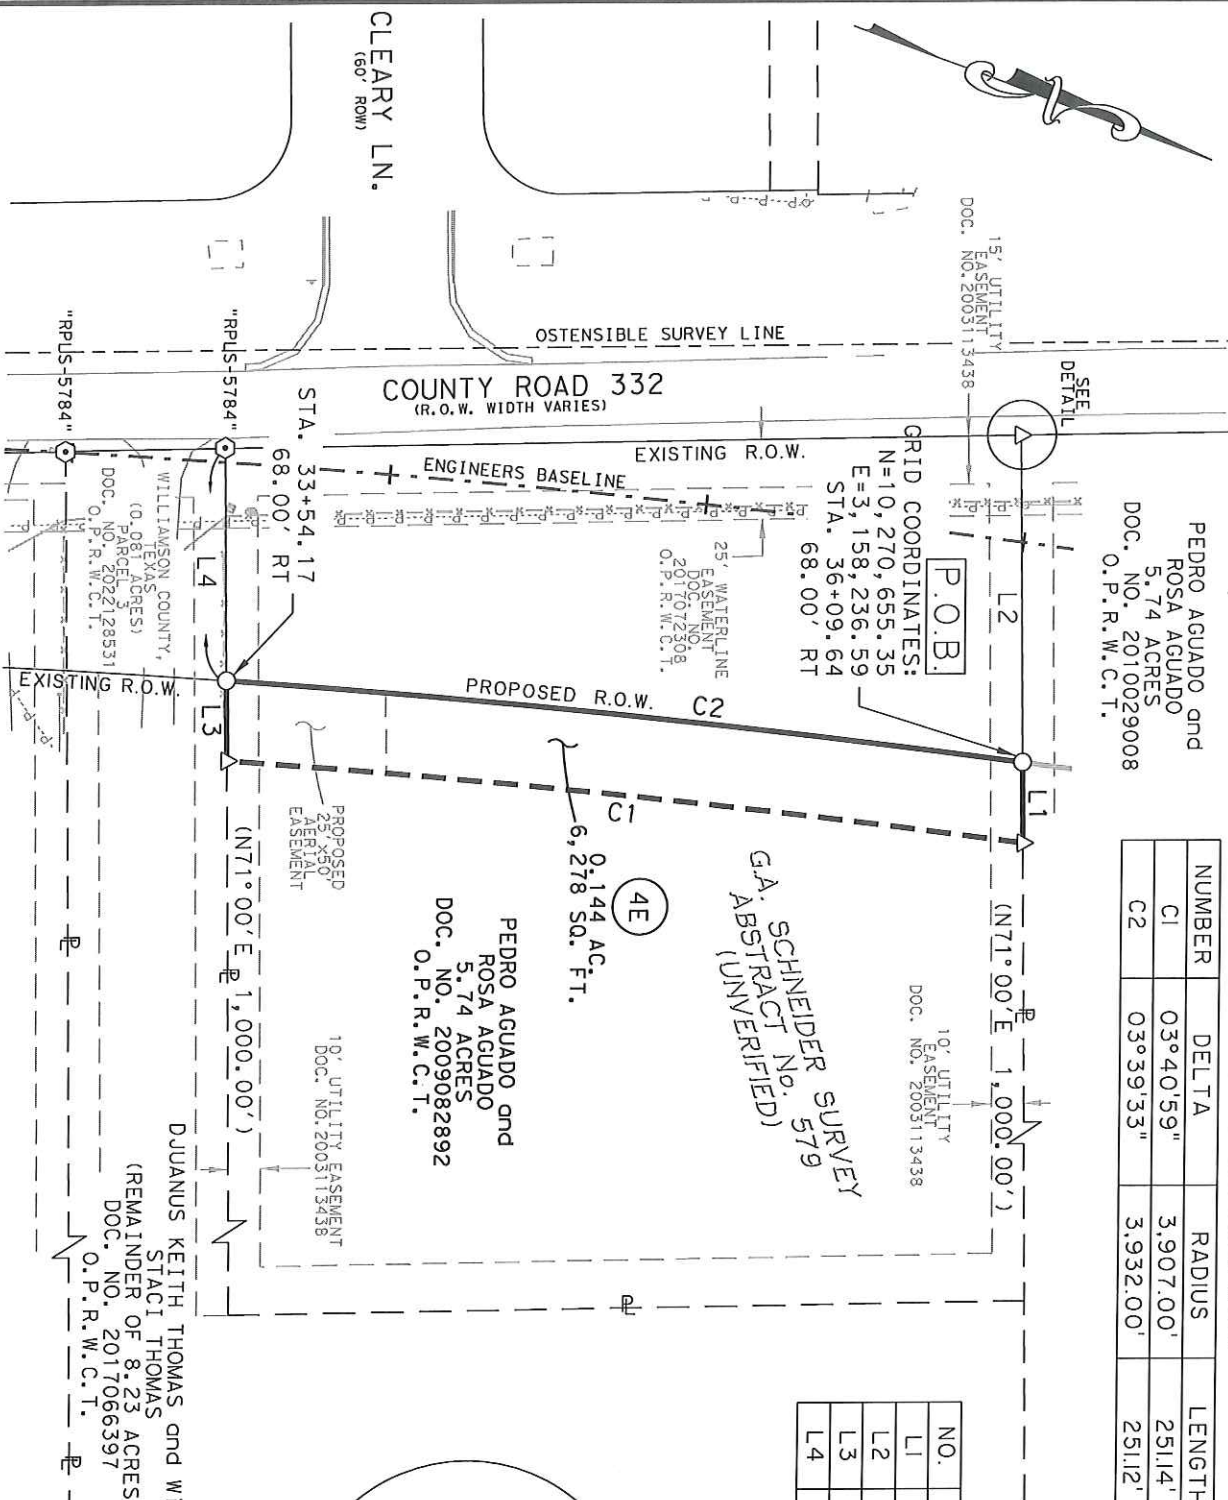 CLEARY LN.
(60' ROW)
15' UTILITY
EASEMENT
DOC. NO. 2003113438
SEE
DETAIL
OSTENSIBLE SURVEY LINE
COUNTY ROAD 332
(R.O.W. WIDTH VARIES)
EXISTING R.O.W.
ENGINEERS BASELINE
"RPLS-5784"
"RPLS-5784"
STA. 33+54.17
68.00' RT
GRID COORDINATES:
N=10,270,655.35
E=3,158,236.59
STA. 36+09.64
68.00' RT
P.O.B.
PEDRO AGUADO and
ROSA AGUADO
5.74 ACRES
DOC. NO. 2010029008
O.P.R.W.C.T.
25' WATERLINE
EASEMENT
DOC. NO.
2017072308
O.P.R.W.C.T.
WILLIAMSON COUNTY,
TEXAS
(0.081 ACRES)
PARCEL 3
DOC. NO. 2022128531
O.P.R.W.C.T.
L4
L2
EXISTING R.O.W.
L3
PROPOSED R.O.W.
C2
C1
L1
PROPOSED
25'x50'
AERIAL
EASEMENT
0.144 AC.
6,278 SQ. FT.
4E
G.A. SCHNEIDER SURVEY
ABSTRACT No. 579
(UNVERIFIED)
(N71°00'E 1,000.00')
(N71°00'E 1,000.00')
PEDRO AGUADO and
ROSA AGUADO
5.74 ACRES
DOC. NO. 2009082892
O.P.R.W.C.T.
10' UTILITY
EASEMENT
DOC. NO. 2003113438
10' UTILITY EASEMENT
DOC. NO. 2003113438
DJUANUS KEITH THOMAS and
STACI THOMAS
(REMAINDER OF 8.23 ACRES
DOC. NO. 2017066397
O.P.R.W.C.T.
NUMBER DELTA RADIUS LENGTH
C1 03°40'59" 3,907.00' 251.14'
C2 03°39'33" 3,932.00' 251.12'
NO.
L1
L2
L3
L4